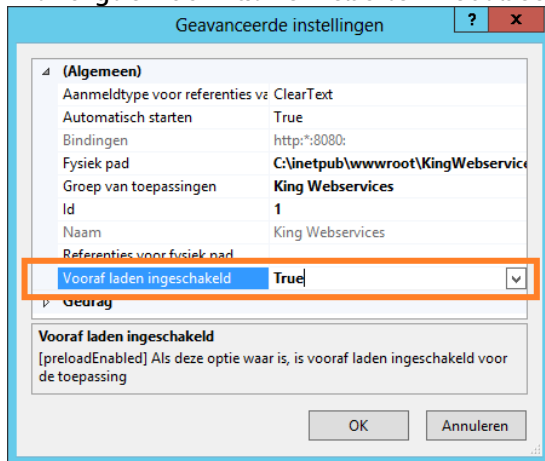 Geavanceerde instellingen ? x
(Algemeen)
Aanmeldtype voor referenties va ClearText
Automatisch starten True
Bindingen http:*:8080:
Fysiek pad C:\inetpub\wwwroot\KingWebservice
Groep van toepassingen King Webservices
Id 1
Naam King Webservices
Referenties voor fysiek pad
Vooraf laden ingeschakeld True
Gedrag
Vooraf laden ingeschakeld
[preloadEnabled] Als deze optie waar is, is vooraf laden ingeschakeld voor
de toepassing
OK Annuleren